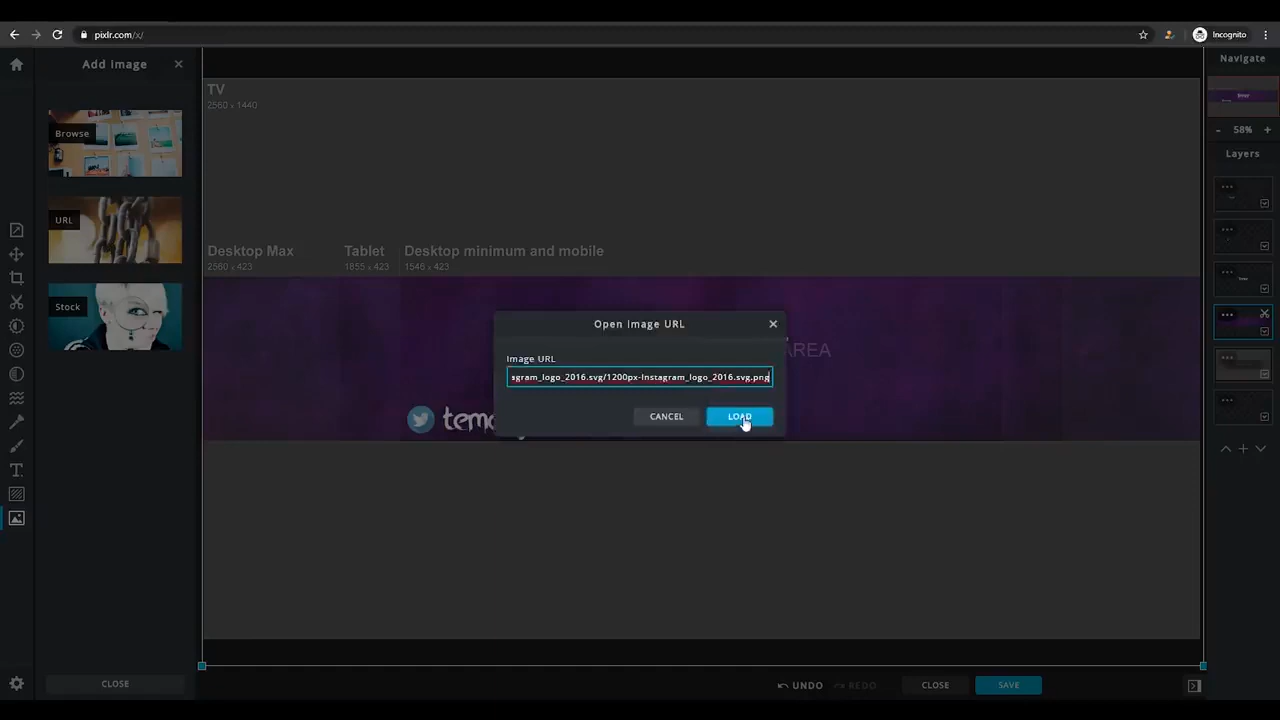 pixlr.com/x/
Incognito
Add Image
Browse
URL
Stock
CLOSE
TV
2560 x 1440
Desktop Max
2560 x 423
Tablet
1855 x 423
Desktop minimum and mobile
1546 x 423
AREA
Open Image URL
Image URL
sgram_logo_2016.svg/1200px-Instagram_logo_2016.svg.png
CANCEL
LOAD
UNDO
REDO
CLOSE
SAVE
Navigate
58%
Layers